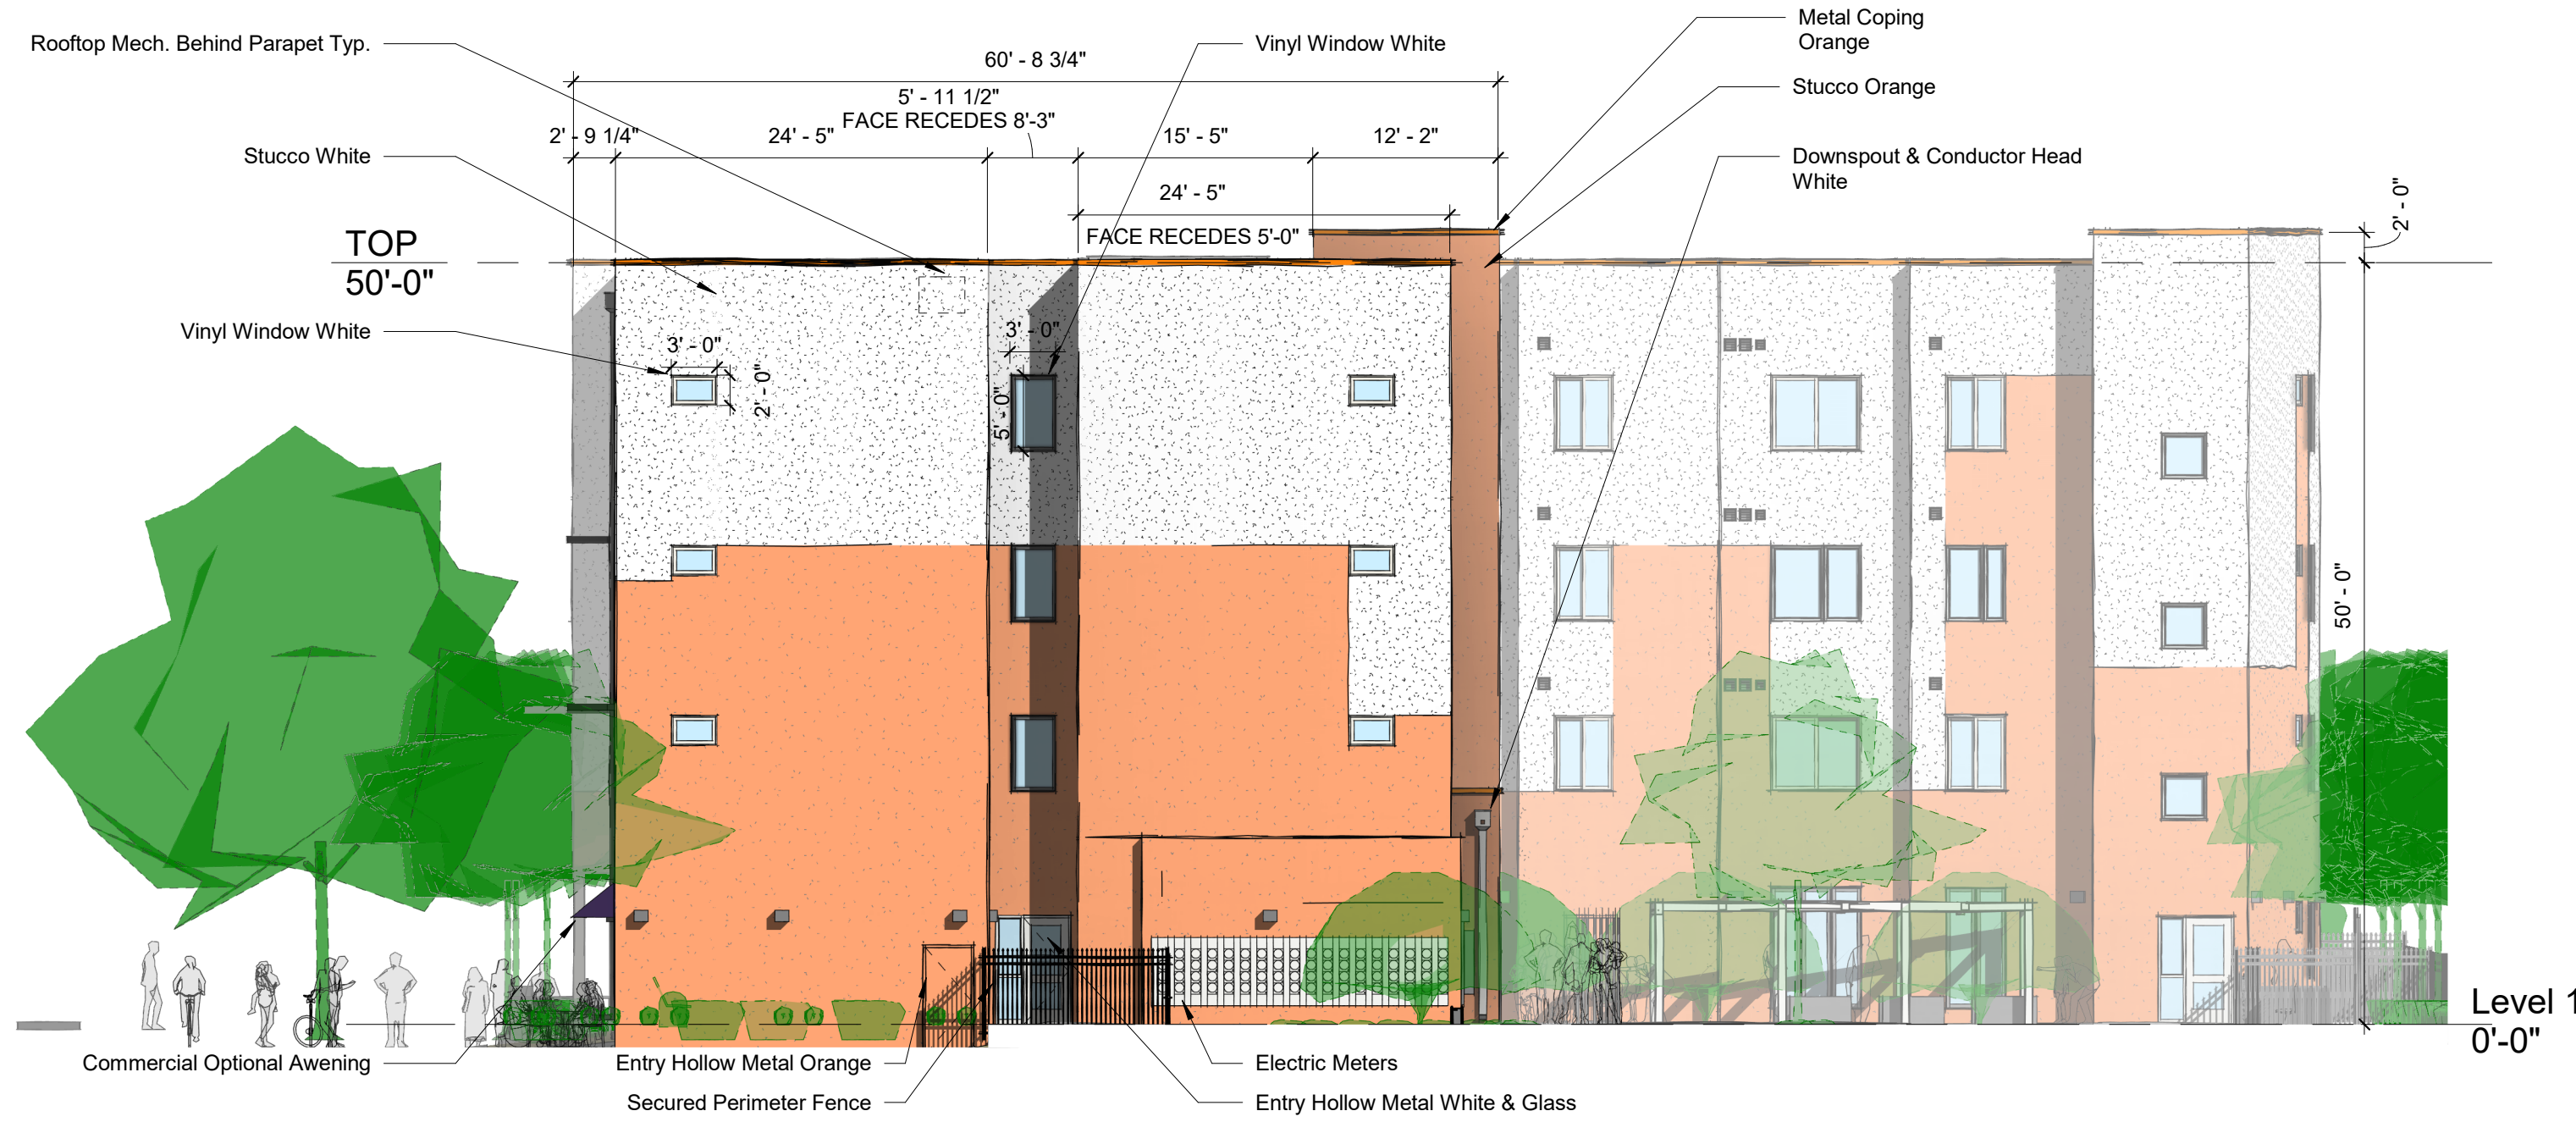 Metal Coping
Orange
Rooftop Mech. Behind Parapet Typ.
Vinyl Window White
60' - 8 3/4"
Stucco Orange
5' - 11 1/2"
FACE RECEDES 8'-3"
2' - 9 1/4"
24' - 5"
15' - 5"
12' - 2"
Stucco White
Downspout & Conductor Head
White
24' - 5"
2' - 0"
FACE RECEDES 5'-0"
TOP
50'-0"
Vinyl Window White
3' - 0"
2' - 0"
3' - 0"
5' - 0"
50' - 0"
Level 1
0'-0"
Commercial Optional Awening
Entry Hollow Metal Orange
Electric Meters
Secured Perimeter Fence
Entry Hollow Metal White & Glass